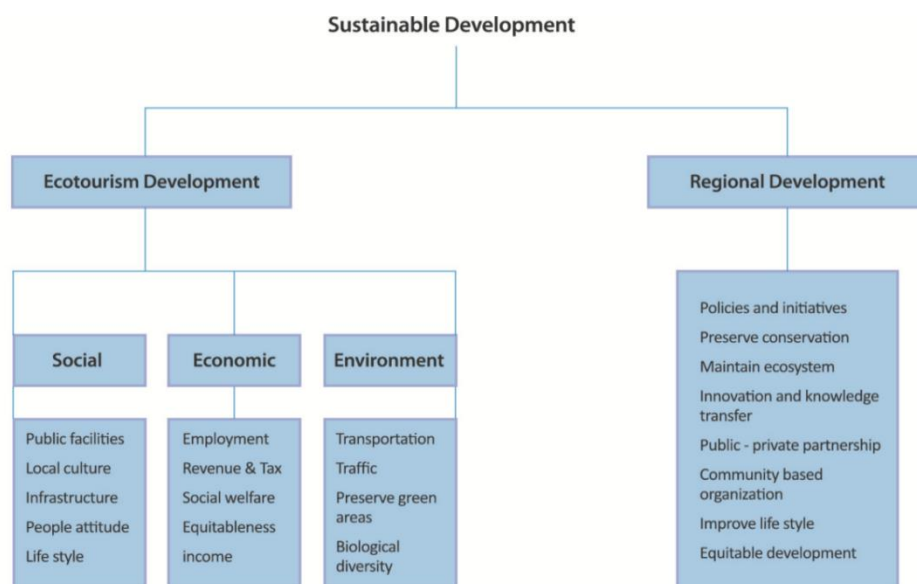 Sustainable Development
Ecotourism Development
Regional Development
Social
Economic
Environment
Public facilities
Local culture
Infrastructure
People attitude
Life style
Employment
Revenue & Tax
Social welfare
Equitableness
income
Transportation
Traffic
Preserve green
areas
Biological
diversity
Policies and initiatives
Preserve conservation
Maintain ecosystem
Innovation and knowledge
transfer
Public - private partnership
Community based
organization
Improve life style
Equitable development